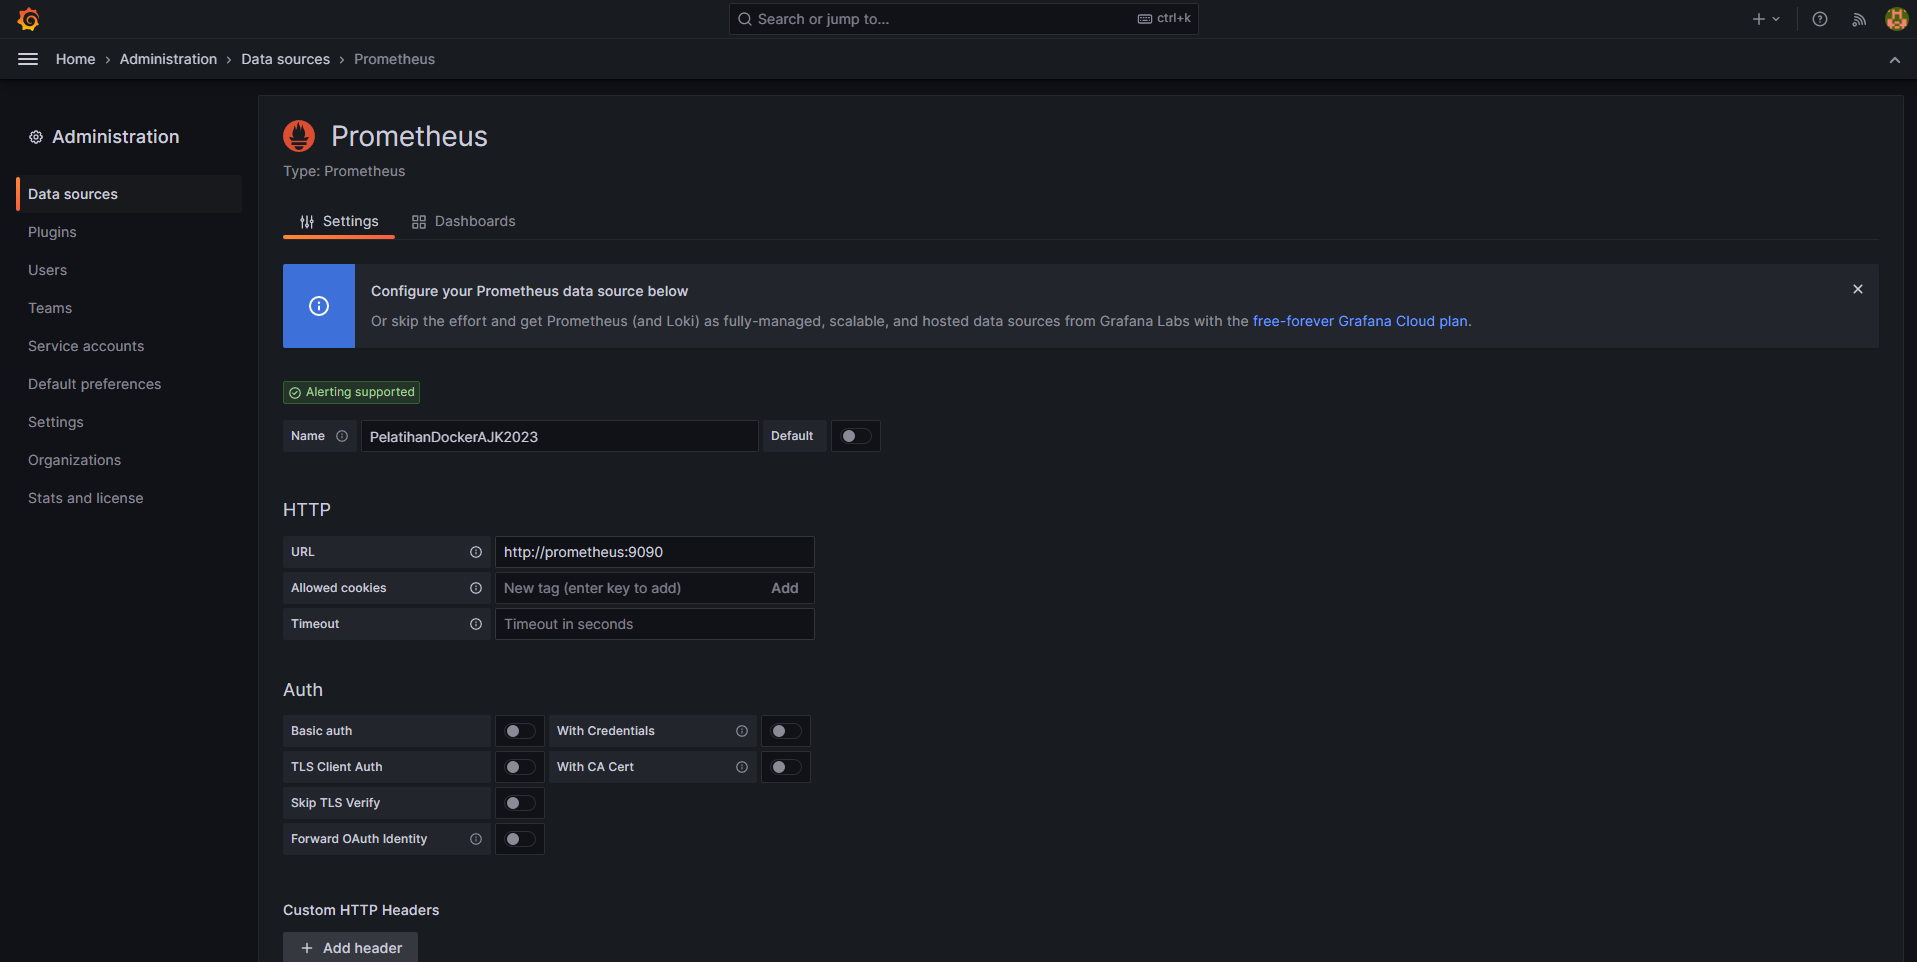 Search or jump to...
ctrl+k
Home › Administration › Data sources › Prometheus
Administration
Data sources
Plugins
Users
Teams
Service accounts
Default preferences
Settings
Organizations
Stats and license
Prometheus
Type: Prometheus
Settings
Dashboards
Configure your Prometheus data source below
Or skip the effort and get Prometheus (and Loki) as fully-managed, scalable, and hosted data sources from Grafana Labs with the free-forever Grafana Cloud plan.
Alerting supported
Name
PelatihanDockerAJK2023
Default
HTTP
URL
http://prometheus:9090
Allowed cookies
New tag (enter key to add)
Add
Timeout
Timeout in seconds
Auth
Basic auth
With Credentials
TLS Client Auth
With CA Cert
Skip TLS Verify
Forward OAuth Identity
Custom HTTP Headers
+ Add header